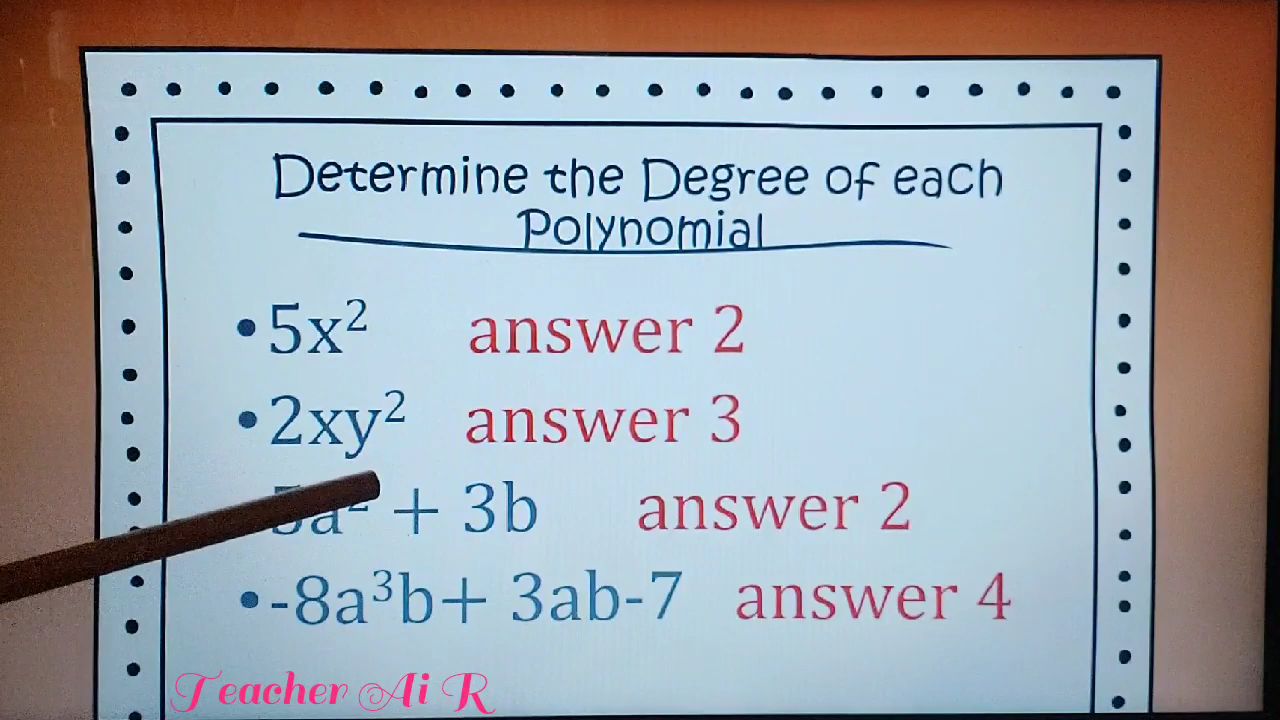 Determine the Degree of each
Polynomial
•5x² answer 2
•2xy² answer 3
5a² + 3b answer 2
•-8a³b+ 3ab-7 answer 4
Teacher Ai R